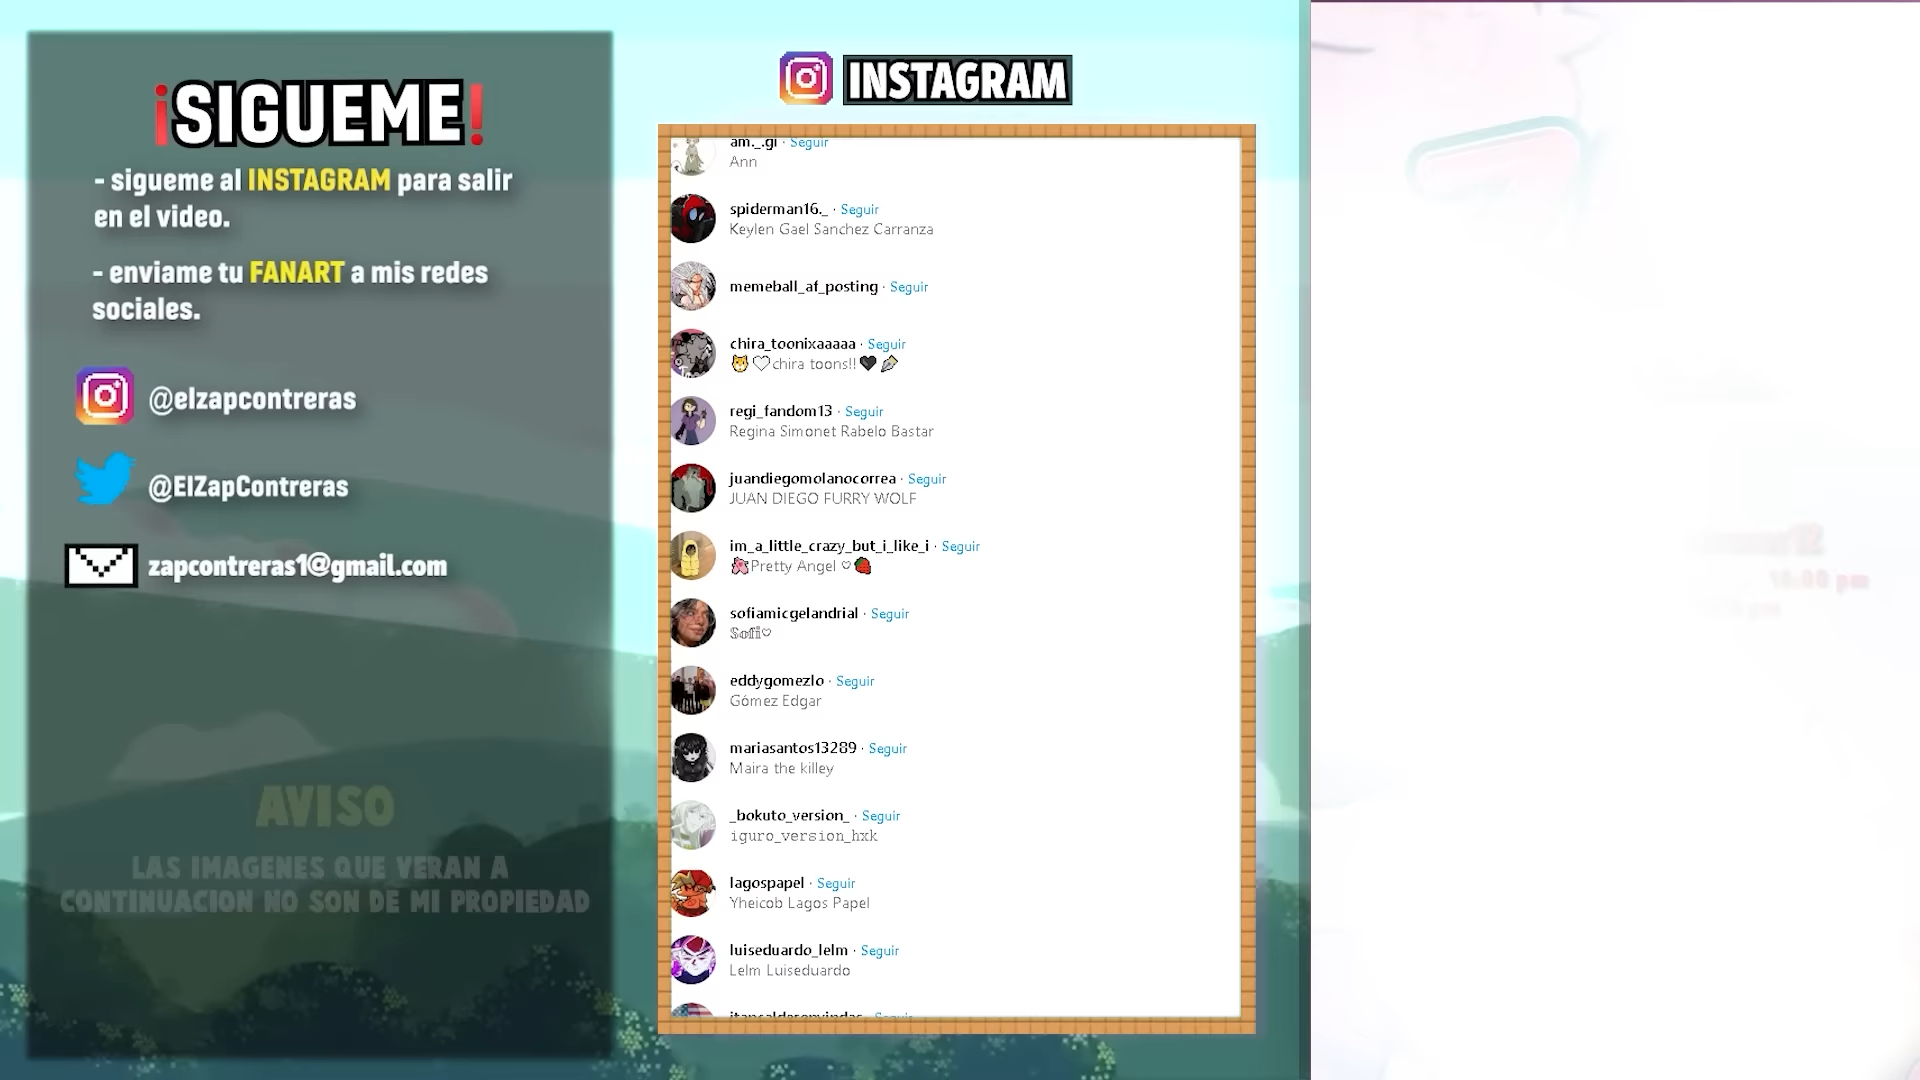 ¡SIGUEME!
- sigueme al INSTAGRAM para salir
en el video.
- enviame tu FANART a mis redes
sociales.
@elzapcontreras
@ElZapContreras
zapcontreras1@gmail.com
AVISO
LAS IMAGENES QUE VERAN A
CONTINUACION NO SON DE MI PROPIEDAD
INSTAGRAM
am._.gi · Seguir
Ann
spiderman16._ · Seguir
Keylen Gael Sanchez Carranza
memeball_af_posting · Seguir
chira_toonixaaaaa · Seguir
🐯🤍chira toons!!🖤🪶
regi_fandom13 · Seguir
Regina Simonet Rabelo Bastar
juandiegomolanocorrea · Seguir
JUAN DIEGO FURRY WOLF
im_a_little_crazy_but_i_like_i · Seguir
Pretty Angel ♡🍓
sofiamicgelandrial · Seguir
𝕊𝕠𝕗𝕚♡
eddygomezlo · Seguir
Gómez Edgar
mariasantos13289 · Seguir
Maira the killey
_bokuto_version_ · Seguir
iguro_version_hxk
lagospapel · Seguir
Yheicob Lagos Papel
luiseduardo_lelm · Seguir
Lelm Luiseduardo